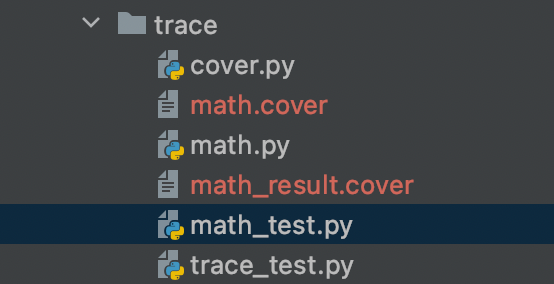 trace
cover.py
math.cover
math.py
math_result.cover
math_test.py
trace_test.py